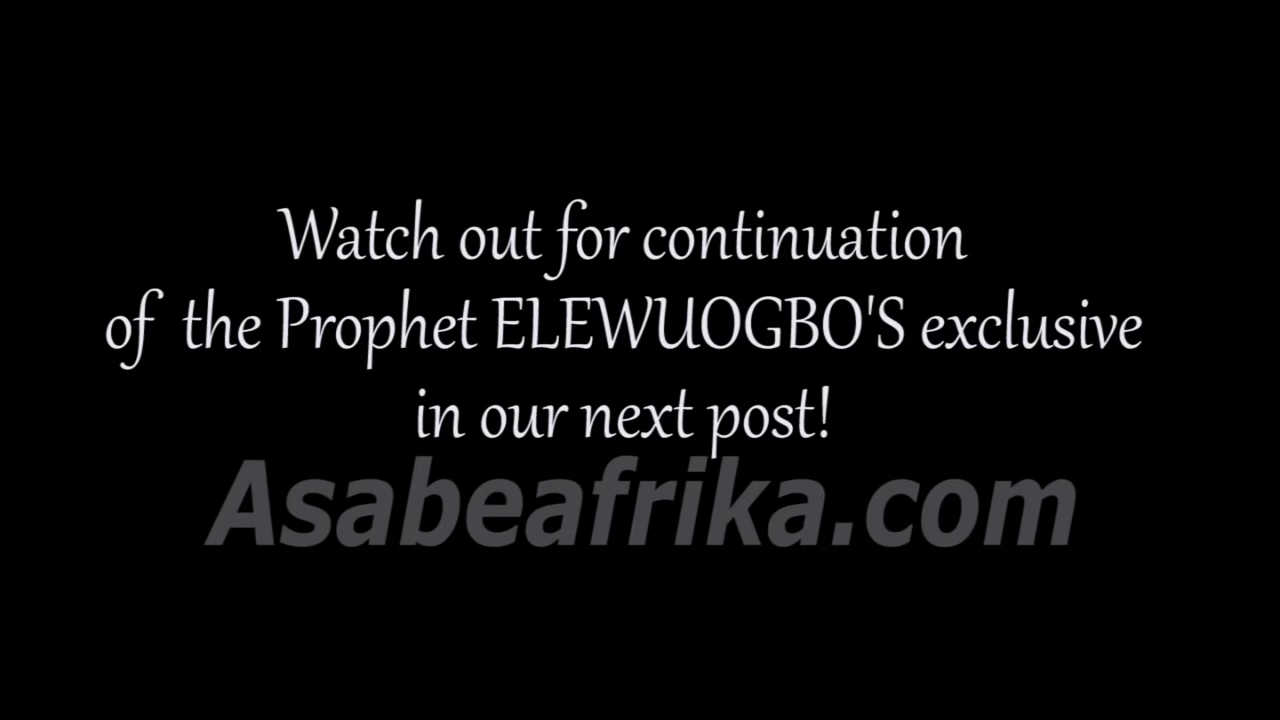 Watch out for continuation
of the Prophet ELEWUOGBO'S exclusive
in our next post!
Asabeafrika.com